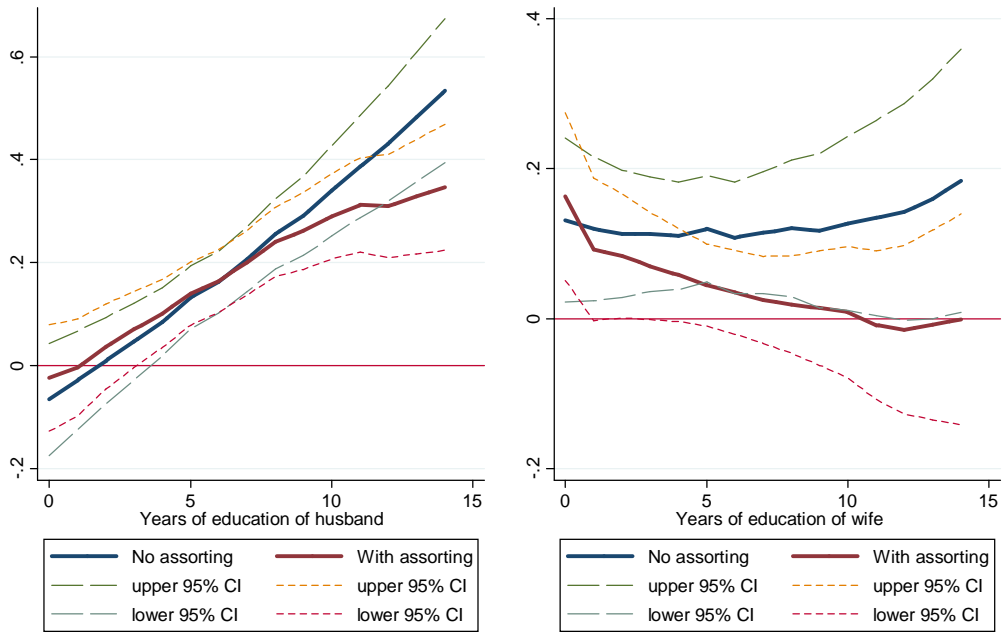 .6
.4
.2
0
-.2
0 5 10 15
Years of education of husband
No assorting With assorting
upper 95% CI upper 95% CI
lower 95% CI lower 95% CI
.4
.2
0
-.2
0 5 10 15
Years of education of wife
No assorting With assorting
upper 95% CI upper 95% CI
lower 95% CI lower 95% CI